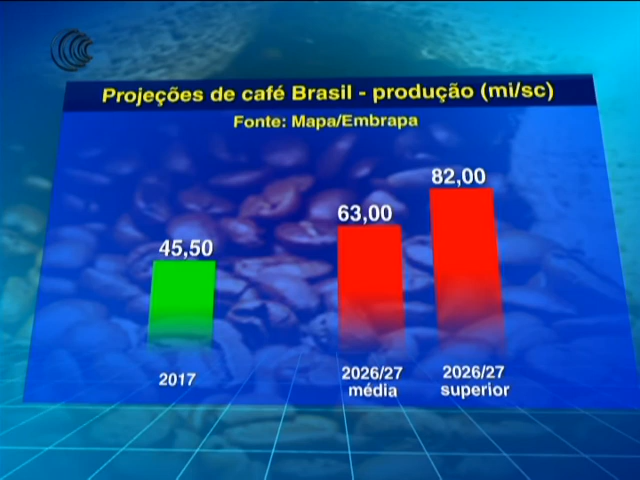 Projeções de café Brasil - produção (mi/sc)
Fonte: Mapa/Embrapa
45,50
63,00
82,00
2017
2026/27
média
2026/27
superior